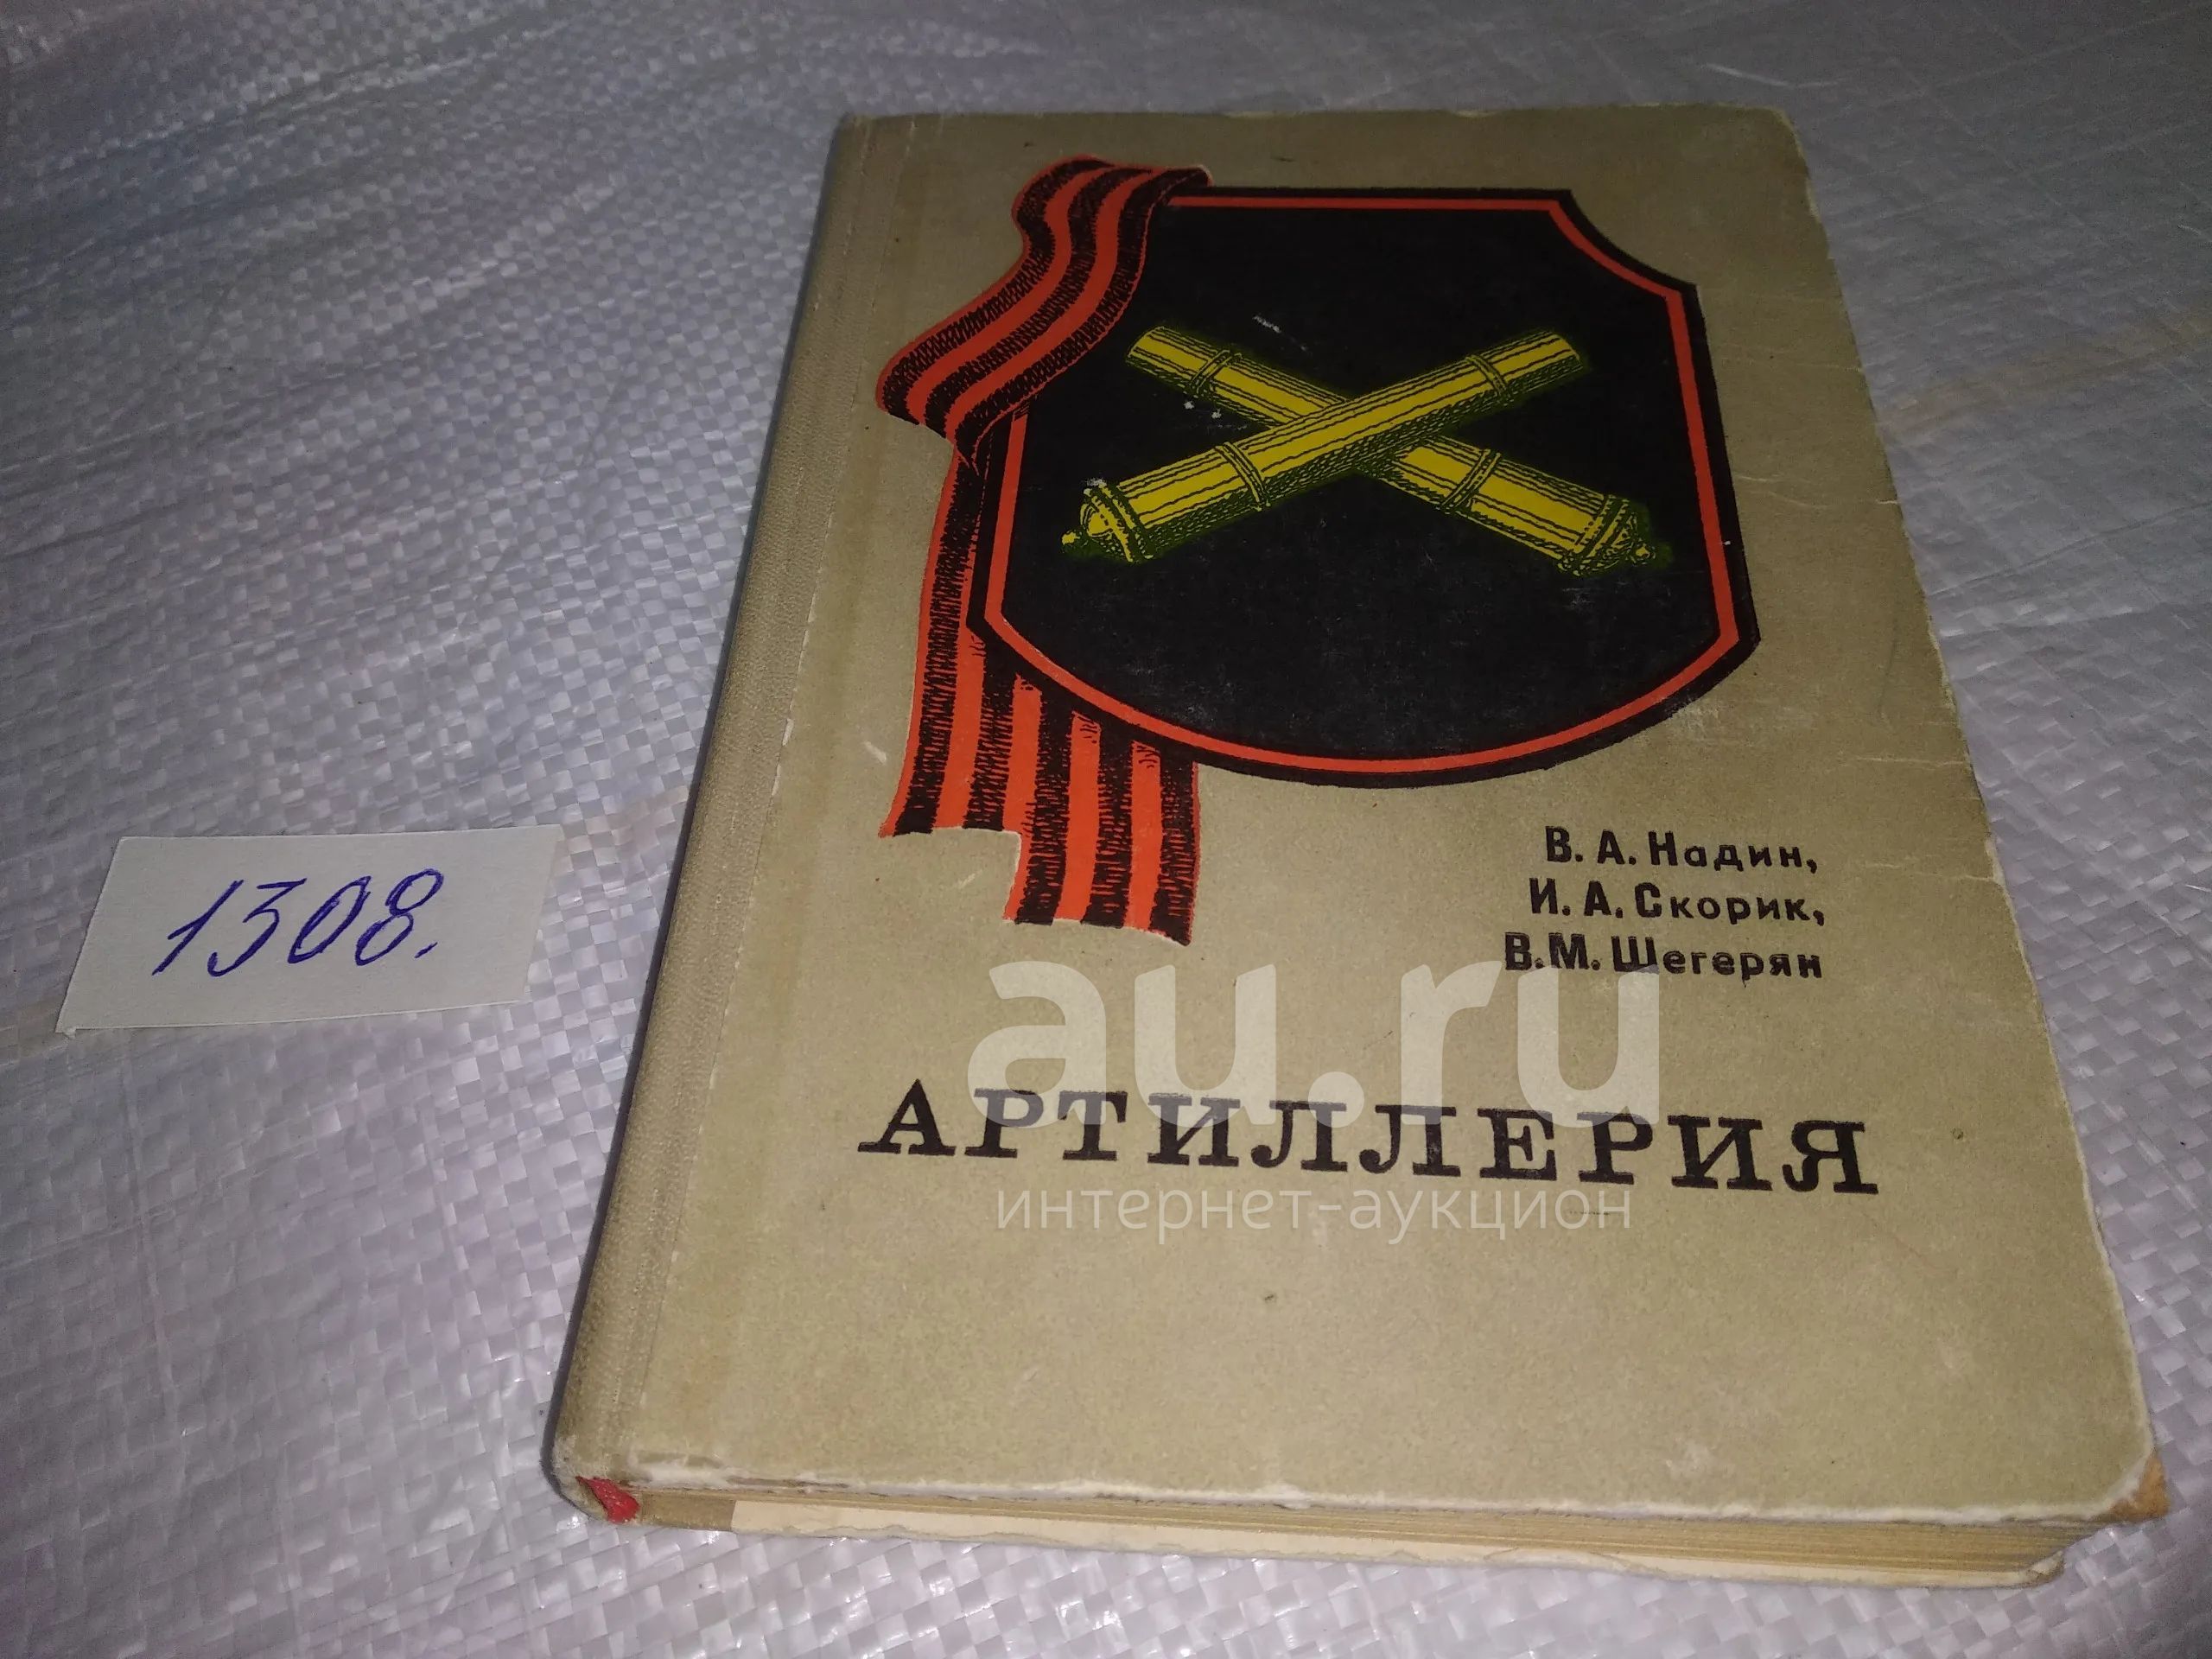 В. А. Надин,
И. А. Скорик,
В. М. Шегерян
АРТИЛЛЕРИЯ
1308.
au.ru
интернет-аукцион